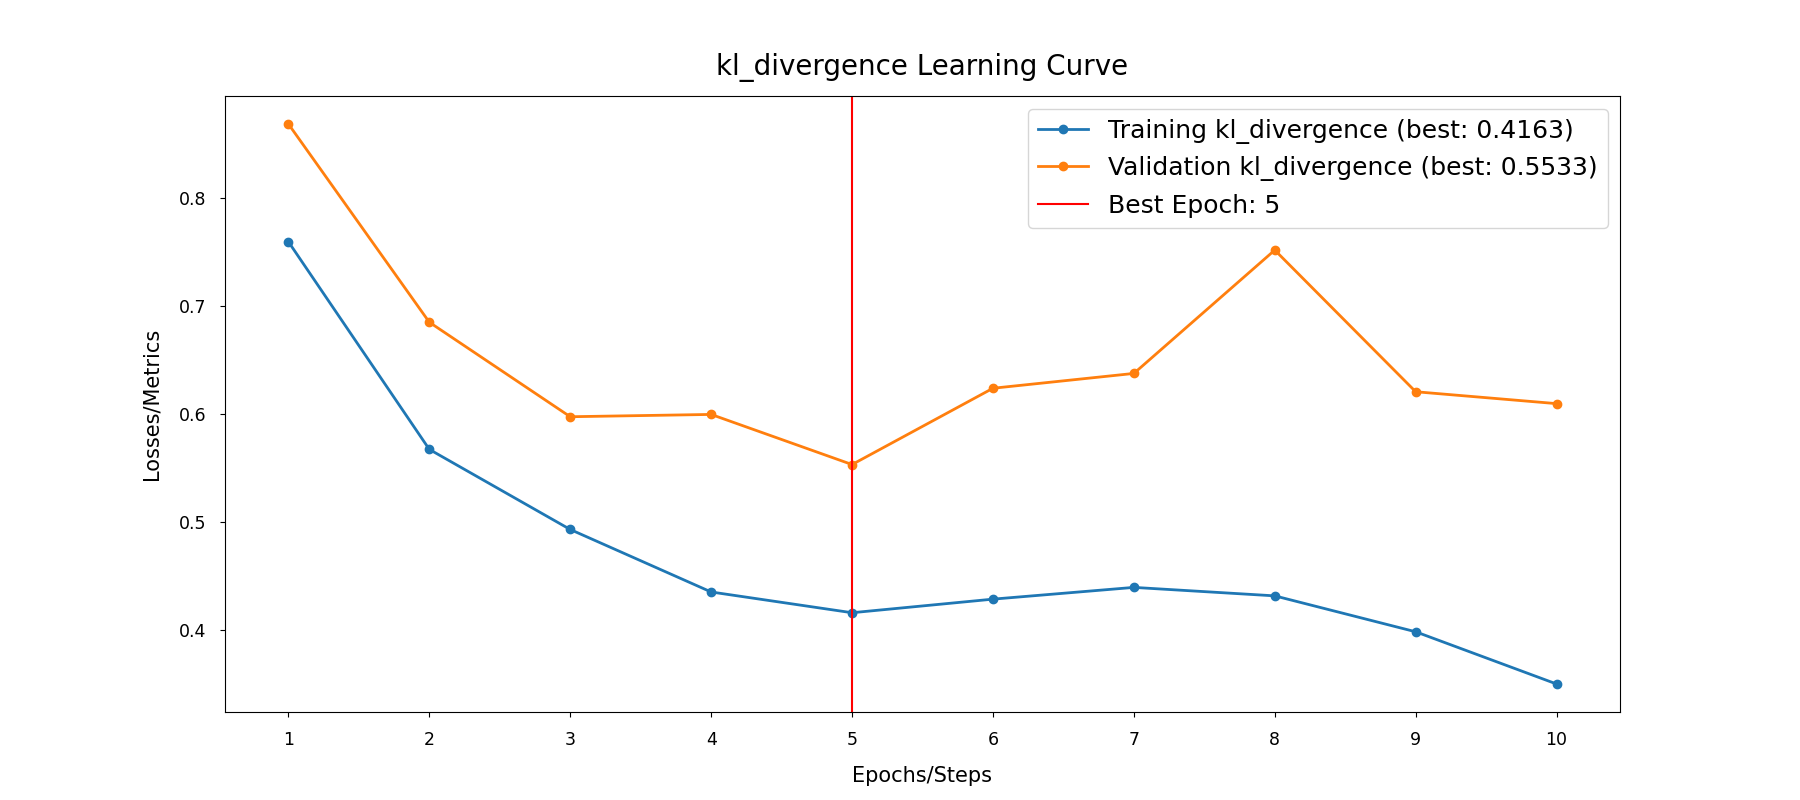 kl_divergence Learning Curve
Training kl_divergence (best: 0.4163)
Validation kl_divergence (best: 0.5533)
Best Epoch: 5
Losses/Metrics
0.8
0.7
0.6
0.5
0.4
1 2 3 4 5 6 7 8 9 10
Epochs/Steps